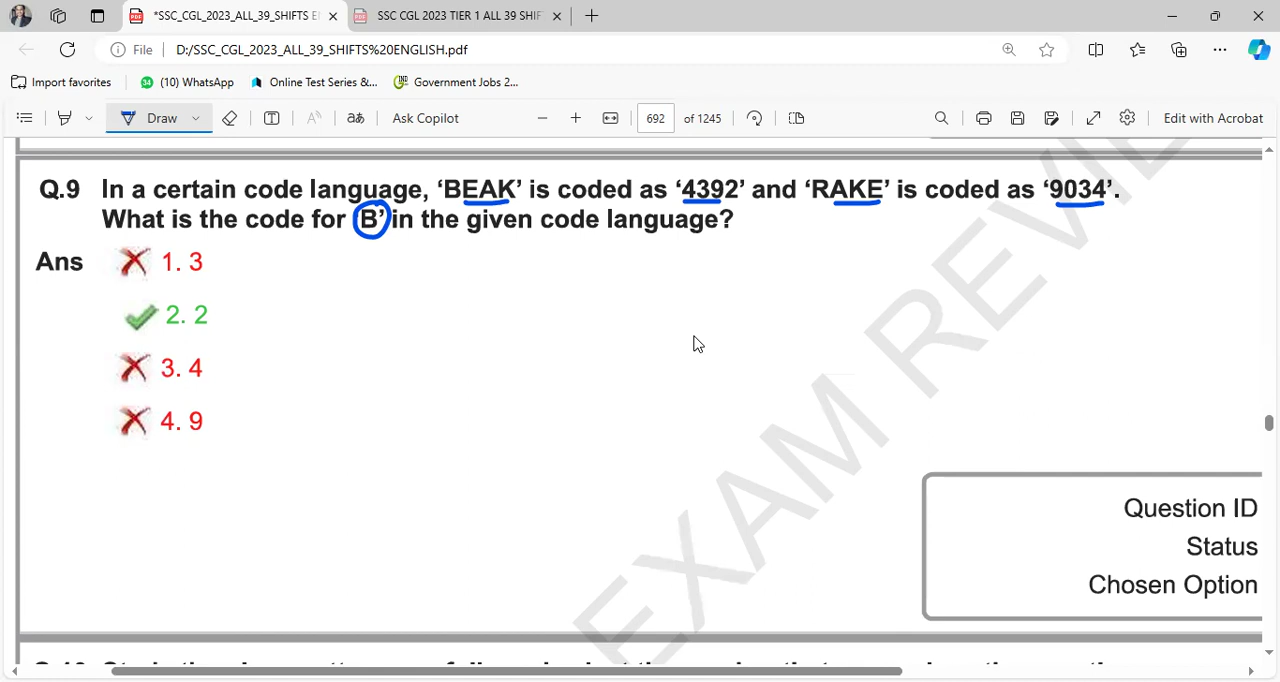 *SSC_CGL_2023_ALL_39_SHIFTS E
SSC CGL 2023 TIER 1 ALL 39 SHIF
File
D:/SSC_CGL_2023_ALL_39_SHIFTS%20ENGLISH.pdf
Import favorites
(10) WhatsApp
Online Test Series &...
Government Jobs 2...
Draw
Ask Copilot
692 of 1245
Edit with Acrobat
Q.9 In a certain code language, ‘BEAK’ is coded as ‘4392’ and ‘RAKE’ is coded as ‘9034’.
What is the code for ‘B’ in the given code language?
Ans
1. 3
2. 2
3. 4
4. 9
EXAM REVIE
Question ID
Status
Chosen Option